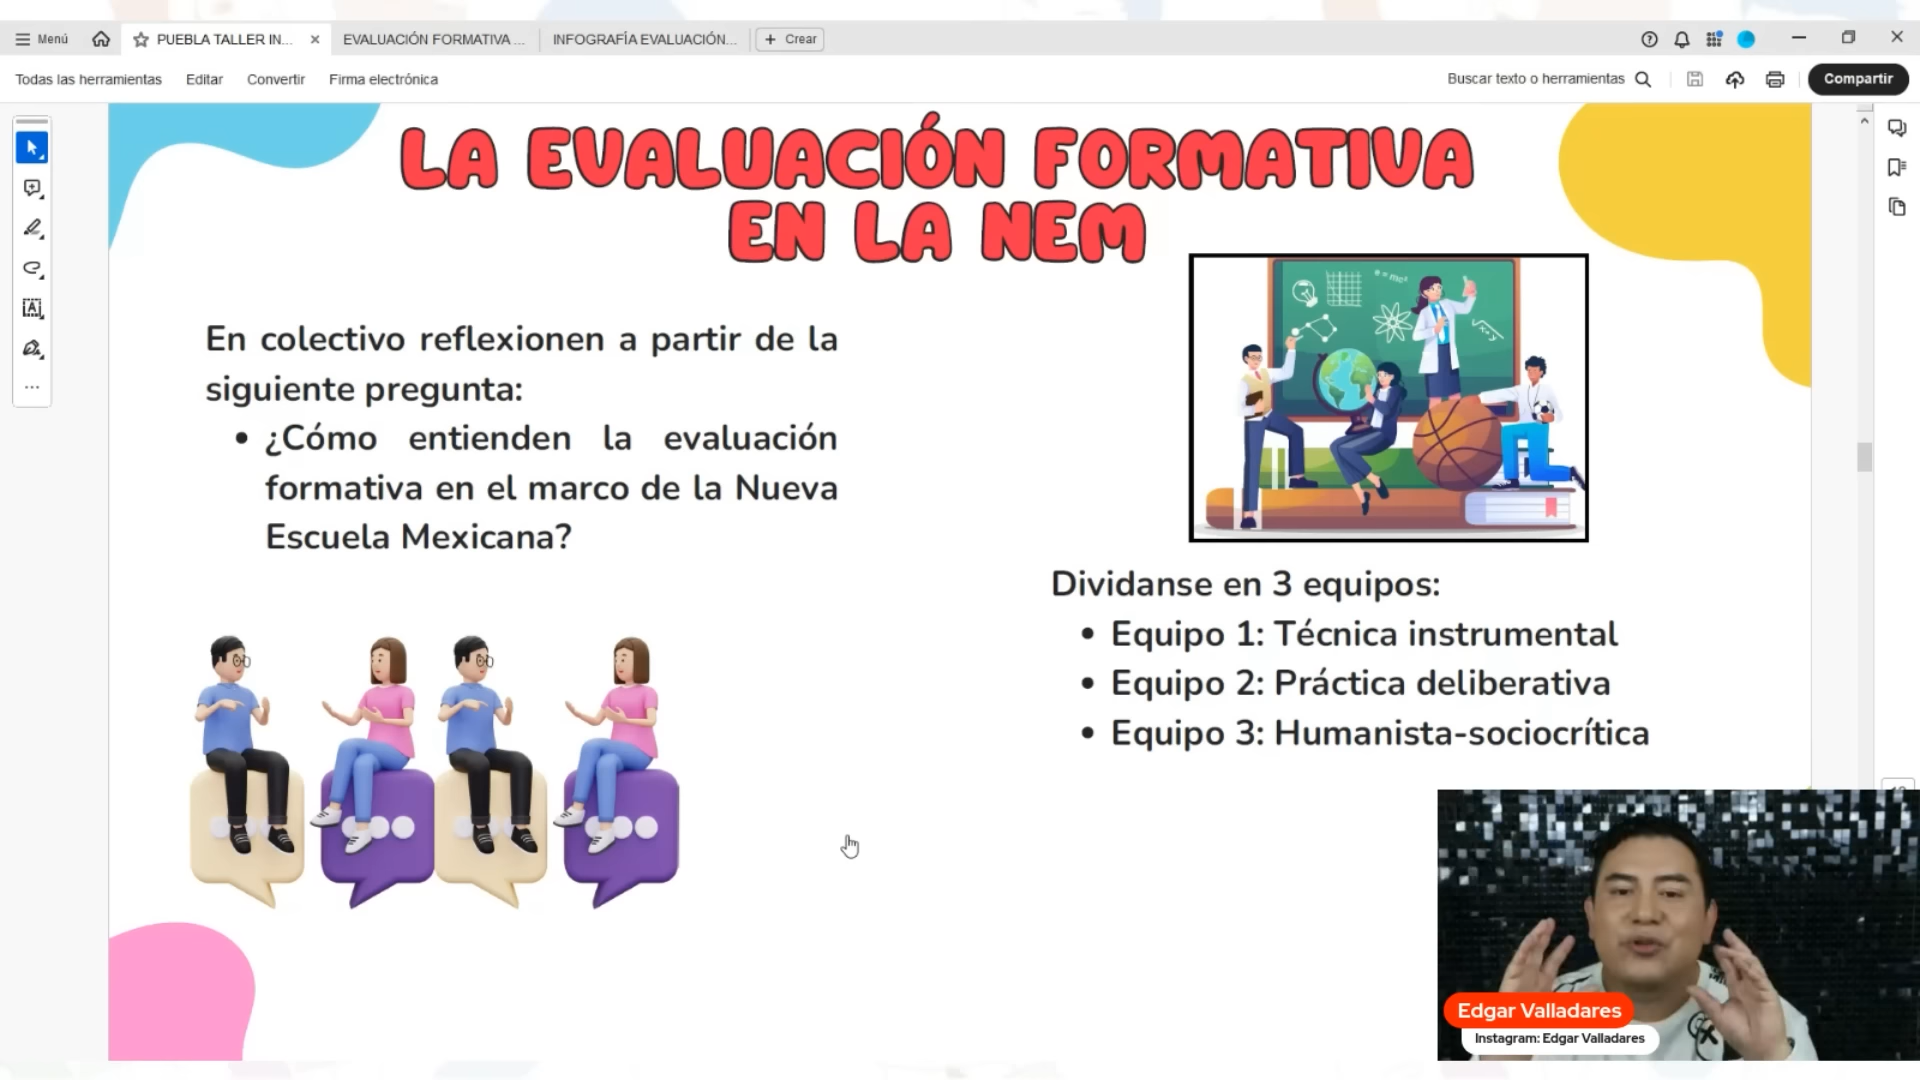 Menú
PUEBLA TALLER IN...
EVALUACIÓN FORMATIVA ...
INFOGRAFÍA EVALUACIÓN...
Crear
Todas las herramientas
Editar
Convertir
Firma electrónica
Buscar texto o herramientas
Compartir
LA EVALUACIÓN FORMATIVA
EN LA NEM
En colectivo reflexionen a partir de la
siguiente pregunta:
• ¿Cómo entienden la evaluación
formativa en el marco de la Nueva
Escuela Mexicana?
Dividanse en 3 equipos:
• Equipo 1: Técnica instrumental
• Equipo 2: Práctica deliberativa
• Equipo 3: Humanista-sociocrítica
Edgar Valladares
Instagram: Edgar Valladares